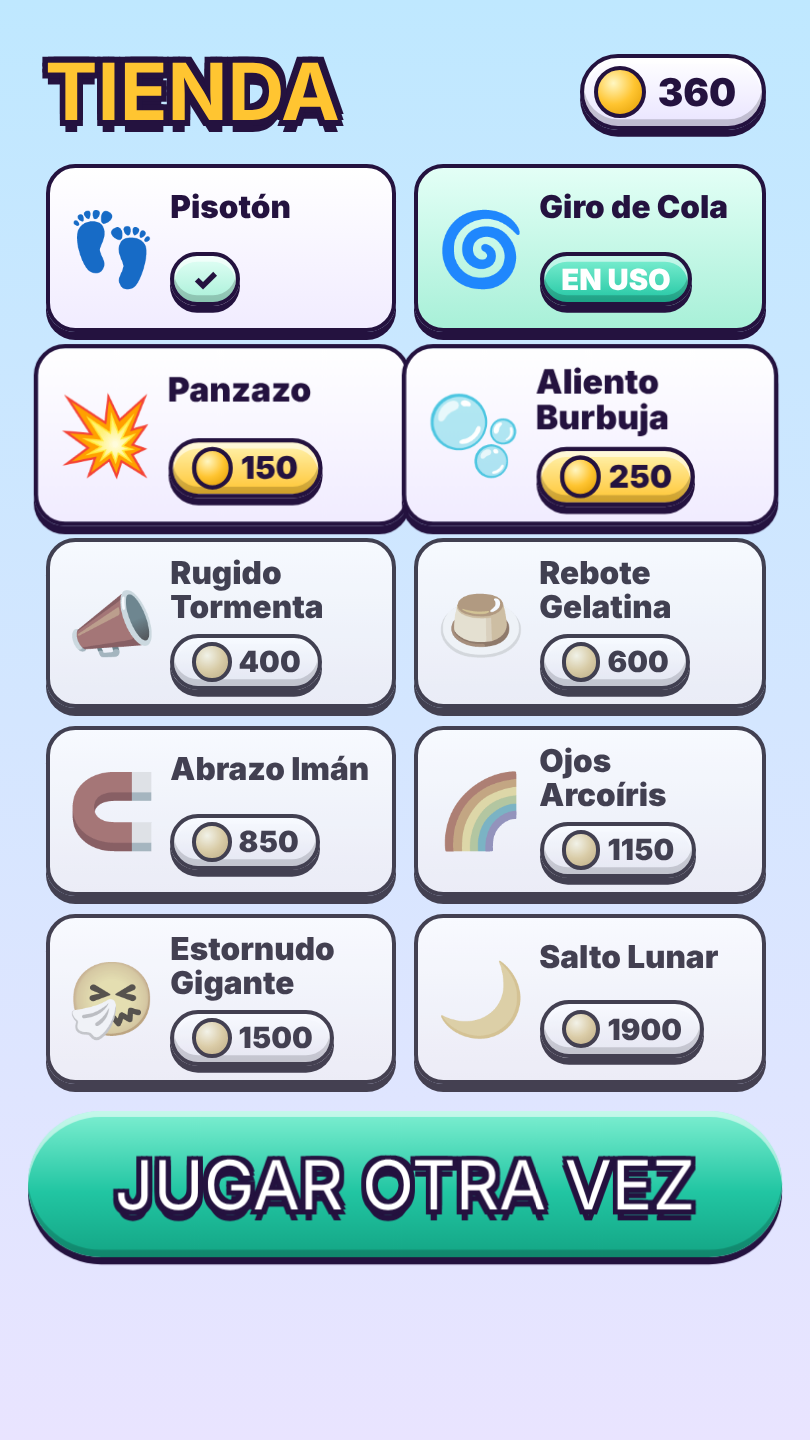 TIENDA
360
Pisotón
Giro de Cola
EN USO
Panzazo
150
Aliento
Burbuja
250
Rugido
Tormenta
400
Rebote
Gelatina
600
Abrazo Imán
850
Ojos
Arcoíris
1150
Estornudo
Gigante
1500
Salto Lunar
1900
JUGAR OTRA VEZ